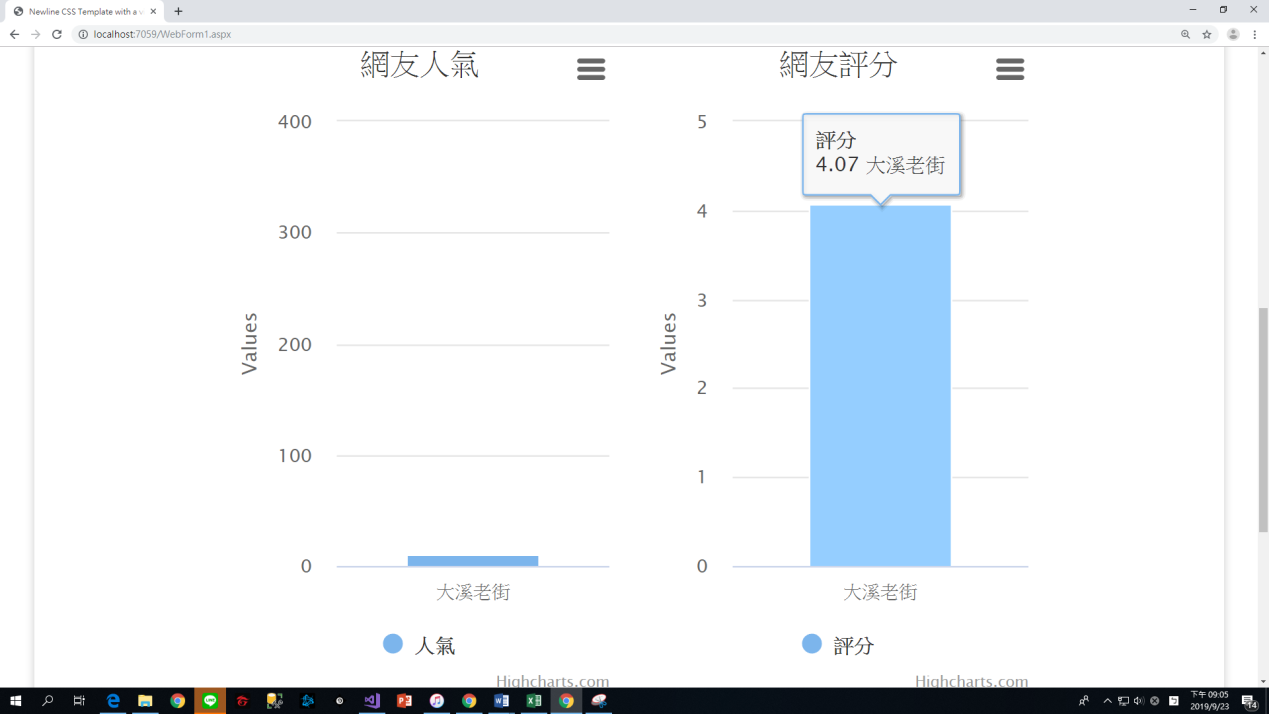 Newline CSS Template with a v
localhost:7059/WebForm1.aspx
網友人氣
400
300
200
100
0
Values
大溪老街
人氣
Highcharts.com
網友評分
5
4
3
2
1
0
Values
評分
4.07 大溪老街
大溪老街
評分
Highcharts.com
下午 09:05
2019/9/23
14